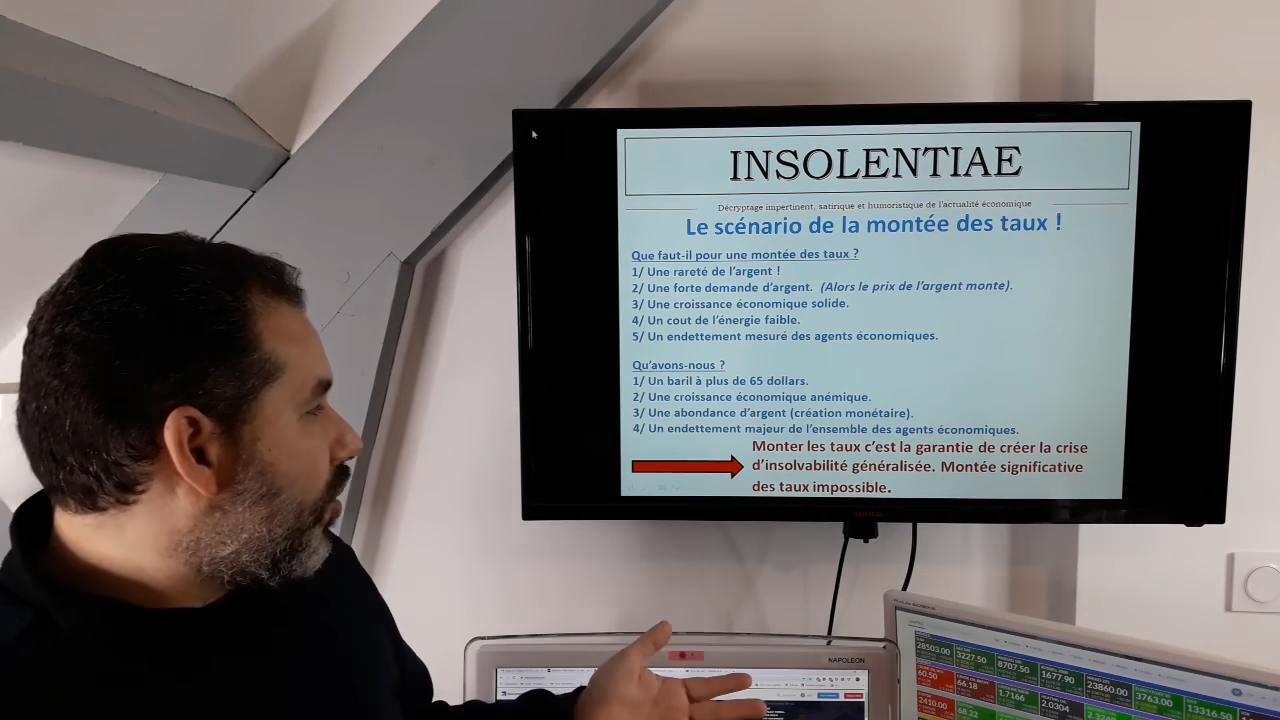 INSOLENTIAE
Décryptage impertinent, satirique et humoristique de l'actualité économique
Le scénario de la montée des taux !
Que faut-il pour une montée des taux ?
1/ Une rareté de l'argent !
2/ Une forte demande d'argent. (Alors le prix de l'argent monte).
3/ Une croissance économique solide.
4/ Un cout de l'énergie faible.
5/ Un endettement mesuré des agents économiques.
Qu'avons-nous ?
1/ Un baril à plus de 65 dollars.
2/ Une croissance économique anémique.
3/ Une abondance d'argent (création monétaire).
4/ Un endettement majeur de l'ensemble des agents économiques.
Monter les taux c'est la garantie de créer la crise
d'insolvabilité généralisée. Montée significative
des taux impossible.
NAPOLEON
28503.00 3227.50 8707.50 1677.90 23860.00 3763.00 13316.50
60.50 66.18 1.7166 2.0304
2410.00 68.22